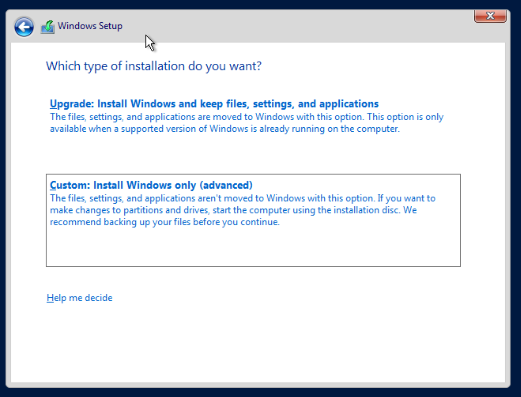 Windows Setup
Which type of installation do you want?
Upgrade: Install Windows and keep files, settings, and applications
The files, settings, and applications are moved to Windows with this option. This option is only
available when a supported version of Windows is already running on the computer.
Custom: Install Windows only (advanced)
The files, settings, and applications aren't moved to Windows with this option. If you want to
make changes to partitions and drives, start the computer using the installation disc. We
recommend backing up your files before you continue.
Help me decide